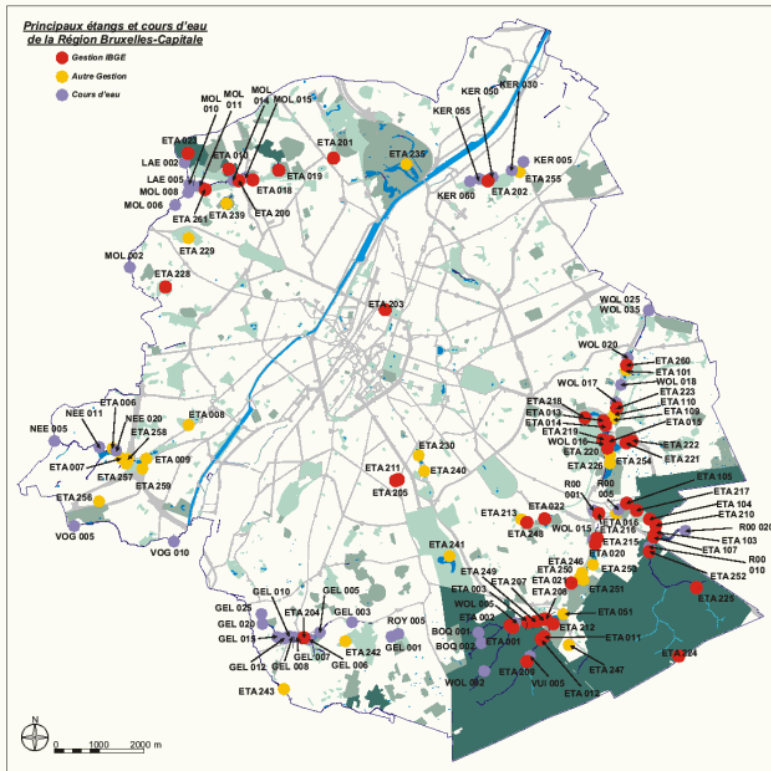 Principaux étangs et cours d'eau
de la Région Bruxelles-Capitale
Gestion IBGE
Autre Gestion
Cours d'eau
MOL 010
MOL 011
MOL 014
MOL 015
ETA 023
LAE 002
ETA 010
ETA 201
ETA 235
LAE 005
MOL 008
ETA 019
ETA 018
MOL 006
ETA 261
ETA 239
ETA 200
ETA 229
MOL 002
ETA 228
KER 030
KER 050
KER 055
KER 005
ETA 255
KER 060
ETA 202
ETA 203
WOL 025
WOL 035
WOL 020
ETA 260
ETA 101
WOL 017
WOL 018
ETA 223
ETA 218
ETA 110
ETA 013
ETA 109
ETA 014
ETA 015
ETA 219
WOL 016
ETA 222
ETA 220
ETA 221
ETA 226
ETA 254
ETA 006
NEE 011
NEE 020
ETA 008
NEE 005
ETA 258
ETA 007
ETA 009
ETA 257
ETA 259
ETA 256
VOG 005
VOG 010
ETA 230
ETA 240
ETA 211
ETA 205
ETA 105
R00 001
R00 005
ETA 217
ETA 104
ETA 210
ETA 213
ETA 022
ETA 248
WOL 015
ETA 016
ETA 216
ETA 215
R00 020
ETA 103
ETA 107
R00 010
ETA 020
ETA 252
ETA 241
ETA 246
ETA 250
ETA 253
ETA 249
ETA 207
ETA 021
ETA 251
ETA 003
ETA 206
ETA 225
WOL 005
ETA 002
ETA 051
BOQ 001
ETA 001
ETA 212
BOQ 002
ETA 011
ETA 247
ETA 224
ETA 208
WOL 002
VUI 005
ETA 012
GEL 010
GEL 005
GEL 025
ETA 204
GEL 003
GEL 020
ROY 005
GEL 015
GEL 001
GEL 007
ETA 242
GEL 012
GEL 008
GEL 006
ETA 243
N
0 1000 2000 m